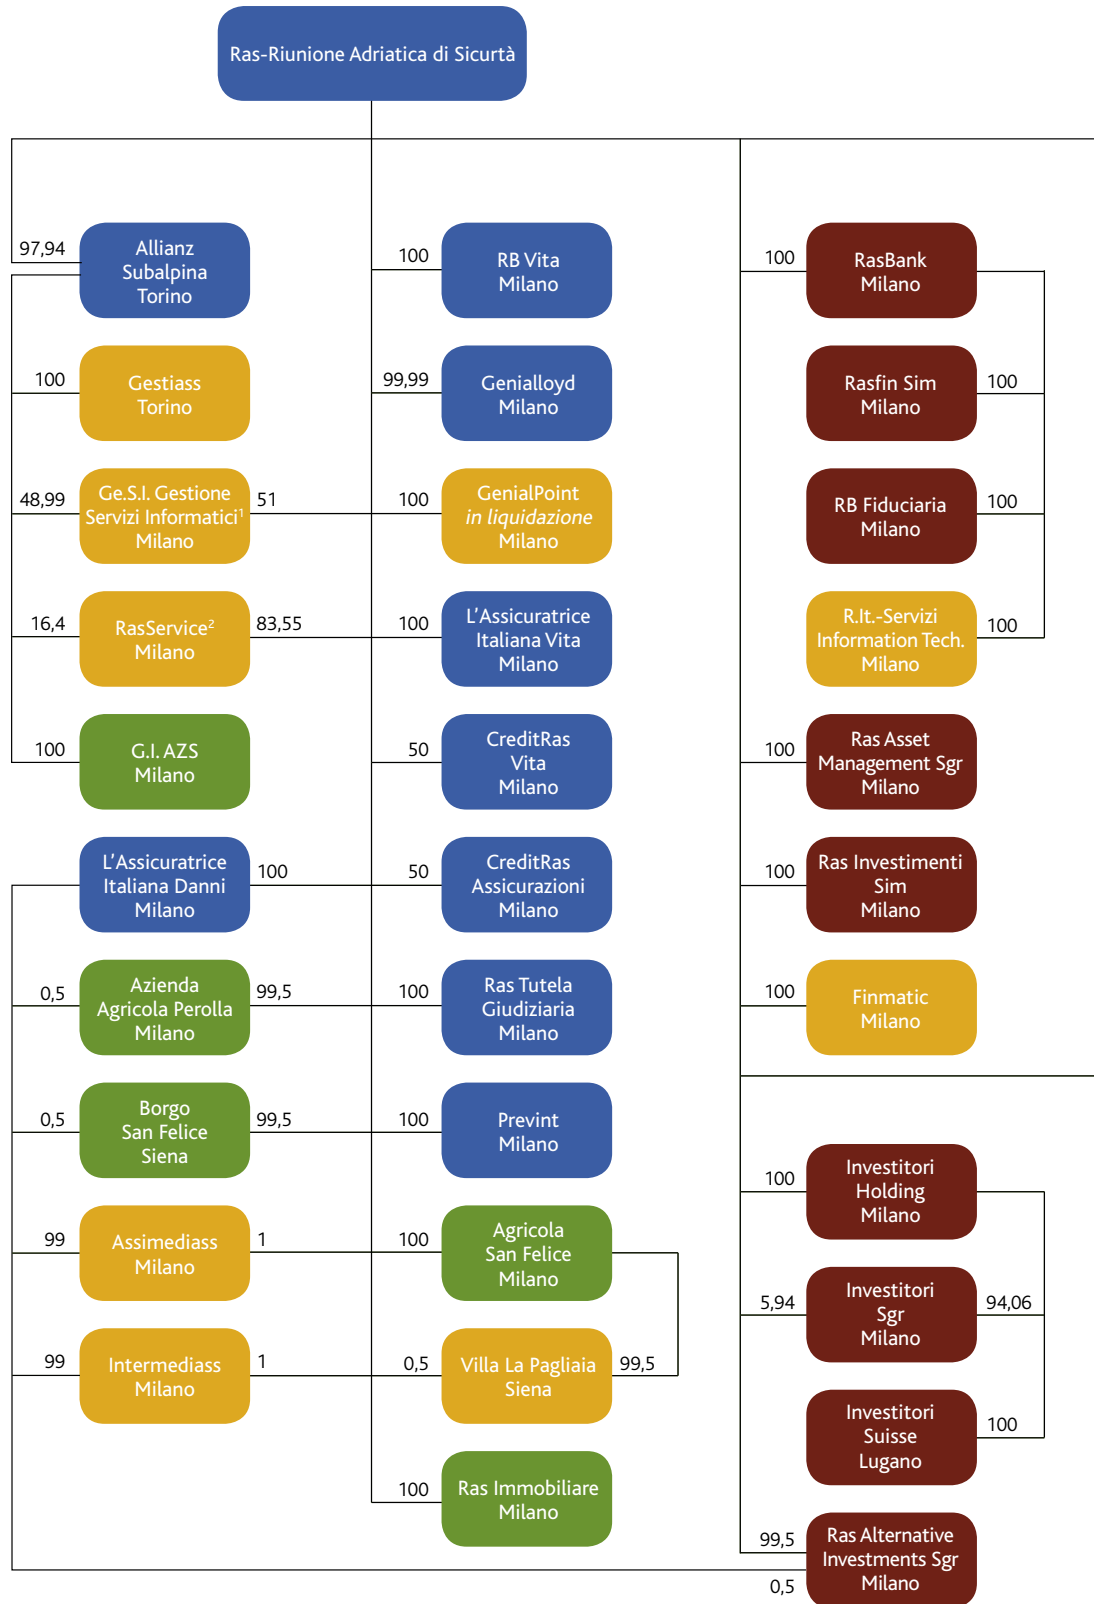 Ras-Riunione Adriatica di Sicurtà
97,94
Allianz
Subalpina
Torino
100
Gestiass
Torino
48,99
Ge.S.I. Gestione
Servizi Informatici¹
Milano
51
16,4
RasService²
Milano
83,55
100
G.I. AZS
Milano
L'Assicuratrice
Italiana Danni
Milano
100
0,5
Azienda
Agricola Perolla
Milano
99,5
0,5
Borgo
San Felice
Siena
99,5
99
Assimediass
Milano
1
99
Intermediass
Milano
1
100
RB Vita
Milano
99,99
Genialloyd
Milano
100
GenialPoint
in liquidazione
Milano
100
L'Assicuratrice
Italiana Vita
Milano
50
CreditRas
Vita
Milano
50
CreditRas
Assicurazioni
Milano
100
Ras Tutela
Giudiziaria
Milano
100
Prevint
Milano
100
Agricola
San Felice
Milano
0,5
Villa La Pagliaia
Siena
99,5
100
Ras Immobiliare
Milano
100
RasBank
Milano
Rasfin Sim
Milano
100
RB Fiduciaria
Milano
100
R.It.-Servizi
Information Tech.
Milano
100
100
Ras Asset
Management Sgr
Milano
100
Ras Investimenti
Sim
Milano
100
Finmatic
Milano
100
Investitori
Holding
Milano
5,94
Investitori
Sgr
Milano
94,06
Investitori
Suisse
Lugano
100
99,5
Ras Alternative
Investments Sgr
Milano
0,5